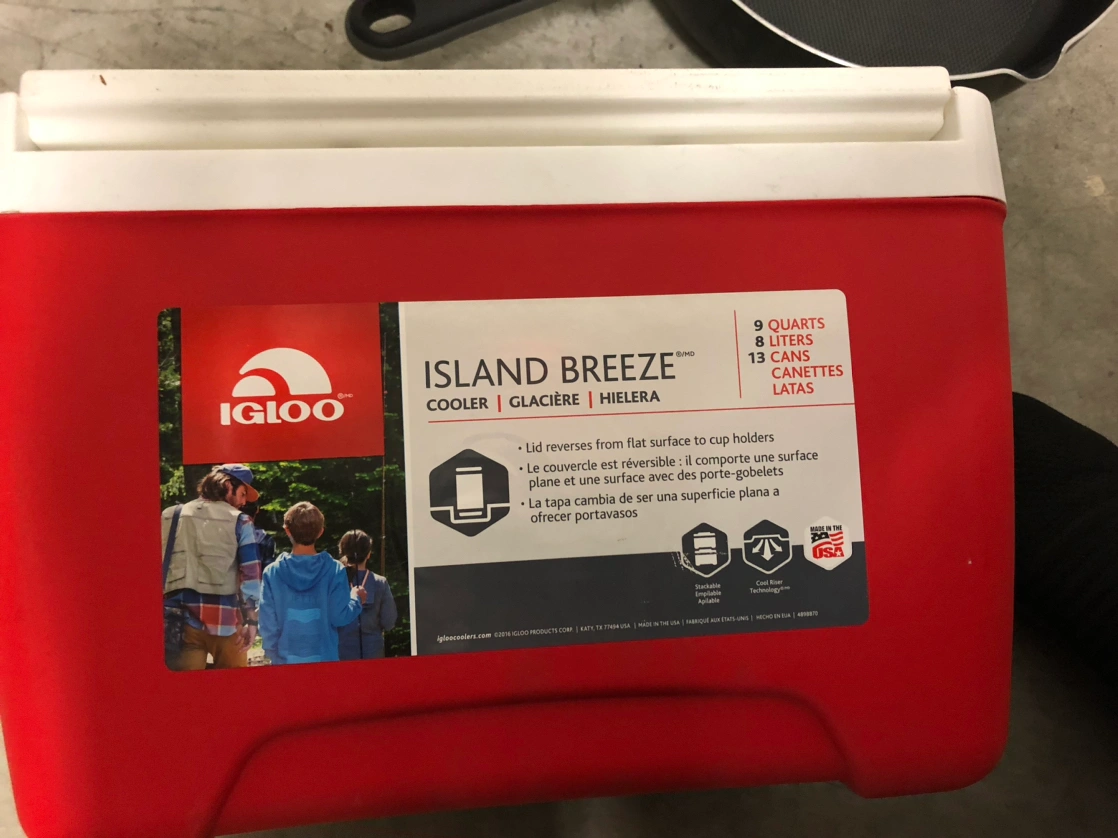 IGLOO®/MD
ISLAND BREEZE®/MD
COOLER | GLACIÈRE | HIELERA
9 QUARTS
8 LITERS
13 CANS
CANETTES
LATAS
• Lid reverses from flat surface to cup holders
• Le couvercle est réversible : il comporte une surface
plane et une surface avec des porte-gobelets
• La tapa cambia de ser una superficie plana a
ofrecer portavasos
Stackable
Empilable
Apilable
Cool Riser
Technology®/MD
MADE IN THE
USA
igloocoolers.com ©2016 IGLOO PRODUCTS CORP. | KATY, TX 77494 USA | MADE IN THE USA | FABRIQUÉ AUX ÉTATS-UNIS | HECHO EN EUA | 4898870